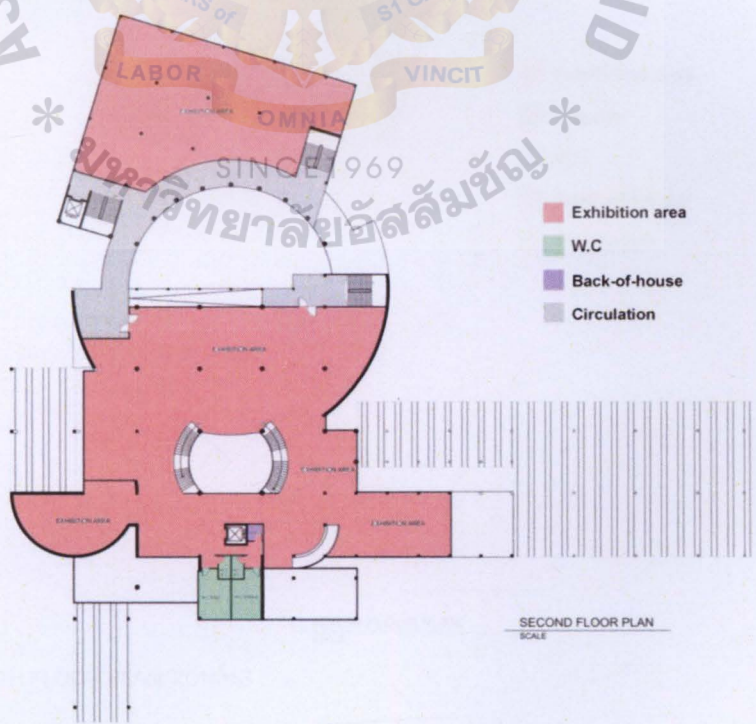 S1 G
LABOR
VINCIT
EXHIBITION AREA
OMNIA
* มหาวิทยาลัยอัสสัมชัญ *
SINCE 1969
Exhibition area
W.C
Back-of-house
Circulation
EXHIBITION AREA
EXHIBITION AREA
EXHIBITION AREA
EXHIBITION AREA
SECOND FLOOR PLAN
SCALE